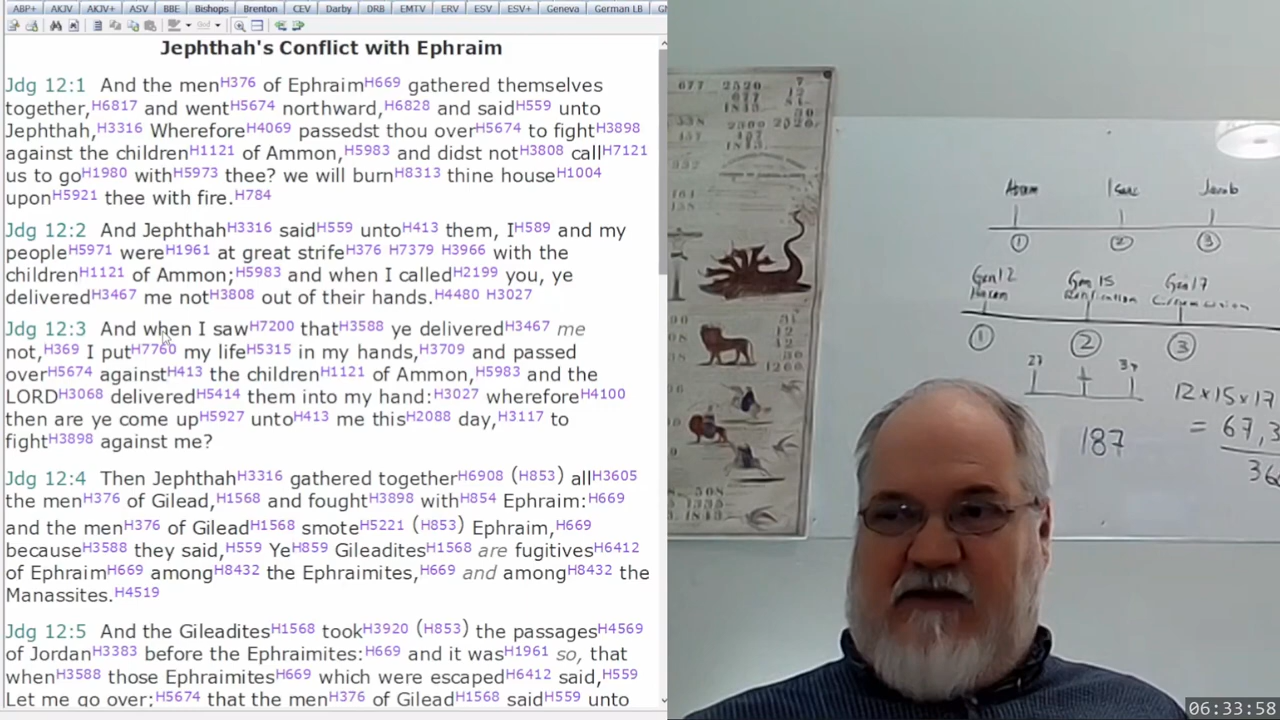 ABP+ AKJV AKJV+ ASV BBE Bishops Brenton CEV Darby DRB EMTV ERV ESV ESV+ Geneva German LB
Jephthah's Conflict with Ephraim
Jdg 12:1 And the menH376 of EphraimH669 gathered themselves
together,H6817 and wentH5674 northward,H6828 and saidH559 unto
Jephthah,H3316 WhereforeH4069 passedst thou overH5674 to fightH3898
against the childrenH1121 of Ammon,H5983 and didst notH3808 callH7121
us to goH1980 withH5973 thee? we will burnH8313 thine houseH1004
uponH5921 thee with fire.H784
Jdg 12:2 And JephthahH3316 saidH559 untoH413 them, IH589 and my
peopleH5971 wereH1961 at great strifeH376 H7379 H3966 with the
childrenH1121 of Ammon;H5983 and when I calledH2199 you, ye
deliveredH3467 me notH3808 out of their hands.H4480 H3027
Jdg 12:3 And when I sawH7200 thatH3588 ye deliveredH3467 me
not,H369 I putH7760 my lifeH5315 in my hands,H3709 and passed
overH5674 againstH413 the childrenH1121 of Ammon,H5983 and the
LORDH3068 deliveredH5414 them into my hand:H3027 whereforeH4100
then are ye come upH5927 untoH413 me thisH2088 day,H3117 to
fightH3898 against me?
Jdg 12:4 Then JephthahH3316 gathered togetherH6908 (H853) allH3605
the menH376 of Gilead,H1568 and foughtH3898 withH854 Ephraim:H669
and the menH376 of GileadH1568 smoteH5221 (H853) Ephraim,H669
becauseH3588 they said,H559 YeH859 GileaditesH1568 are fugitivesH6412
of EphraimH669 amongH8432 the Ephraimites,H669 and amongH8432 the
Manassites.H4519
Jdg 12:5 And the GileaditesH1568 tookH3920 (H853) the passagesH4569
of JordanH3383 before the Ephraimites:H669 and it wasH1961 so, that
whenH3588 those EphraimitesH669 which were escapedH6412 said,H559
Let me go over;H5674 that the menH376 of GileadH1568 saidH559 unto
677 2520
677
1843
2520
1260
508
1335
1843
Abram Isaac Jacob
1 2 3
Gen 12 Gen 15 Gen 17
1 2 3
27
187
12 x 15 x 17
= 67,3
36
06:33:58